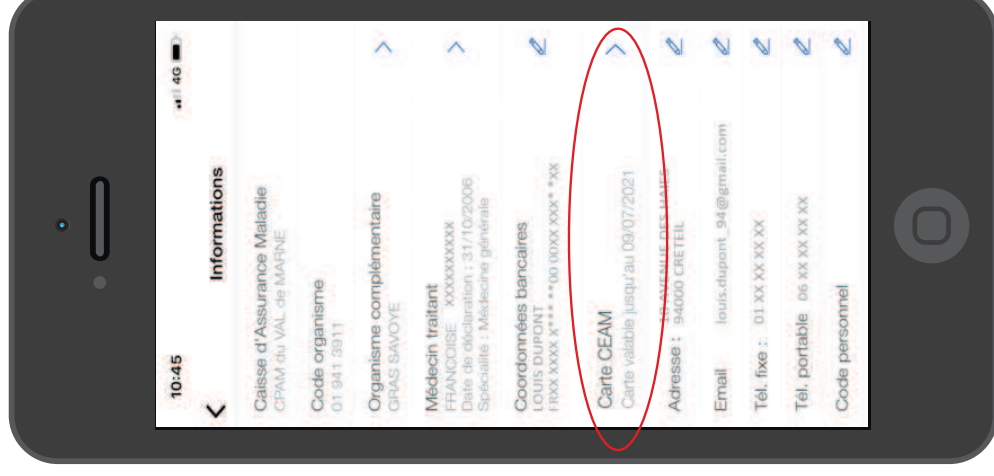 10:45
4G
Informations
Caisse d'Assurance Maladie
CPAM du VAL de MARNE
Code organisme
01 941 3911
Organisme complémentaire
GRAS SAVOYE
Médecin traitant
FRANCOISE XXXXXXXXXX
Date de déclaration : 31/10/2006
Spécialité : Médecine générale
Coordonnées bancaires
LOUIS DUPONT
FRXX XXXX X*** **00 00XX XXX* *XX
Carte CEAM
Carte valable jusqu'au 09/07/2021
Adresse : 18 AVENUE DES HAIES
94000 CRETEIL
Email louis.dupont_94@gmail.com
Tél. fixe : 01 XX XX XX XX
Tél. portable 06 XX XX XX XX
Code personnel